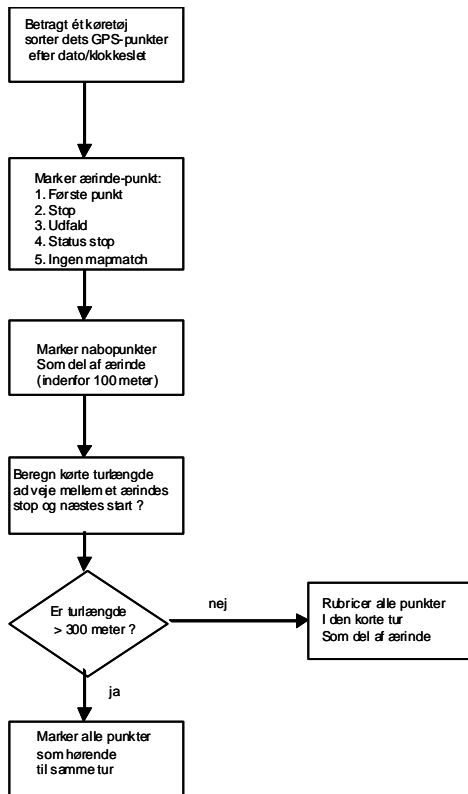 Betragt ét køretøj
sorter dets GPS-punkter
efter dato/klokkeslet
Marker ærinde-punkt:
1. Første punkt
2. Stop
3. Udfald
4. Status stop
5. Ingen mapmatch
Marker nabopunkter
Som del af ærinde
(indenfor 100 meter)
Beregn kørte turlængde
ad veje mellem et ærindes
stop og næstes start ?
Er turlængde
> 300 meter ?
nej
Rubricer alle punkter
I den korte tur
Som del af ærinde
ja
Marker alle punkter
som hørende
til samme tur